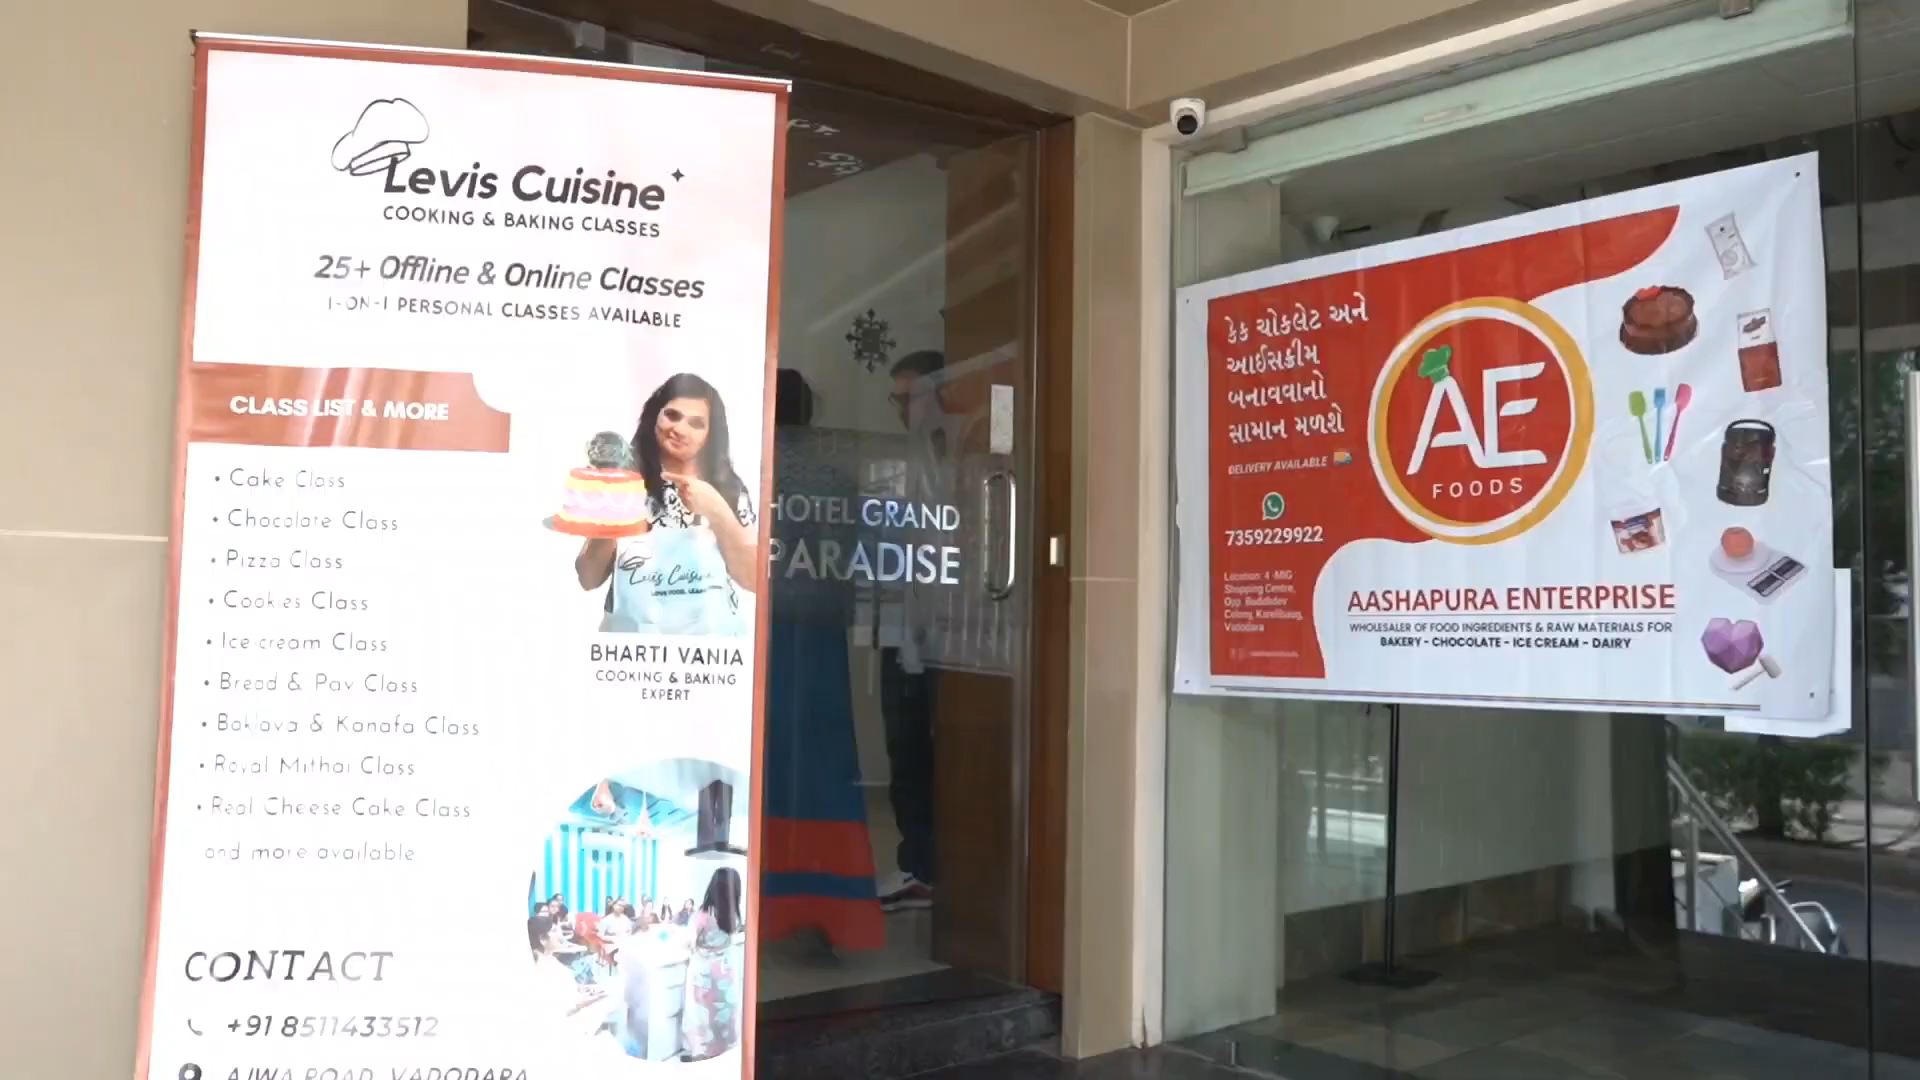 Levis Cuisine
COOKING & BAKING CLASSES
25+ Offline & Online Classes
1-ON-1 PERSONAL CLASSES AVAILABLE
CLASS LIST & MORE
• Cake Class
• Chocolate Class
• Pizza Class
• Cookies Class
• Ice cream Class
• Bread & Pav Class
• Baklava & Kanafa Class
• Royal Mithai Class
• Real Cheese Cake Class
and more available
Levis Cuisine
BHARTI VANIA
COOKING & BAKING
EXPERT
CONTACT
+91 8511433512
AJWA ROAD, VADODARA
HOTEL GRAND
PARADISE
કેક ચોકલેટ અને
આઈસક્રીમ
બનાવવાનો
સામાન મળશે
DELIVERY AVAILABLE
7359229922
Location: 4 -MIG
Shopping Centre,
Opp. Buddhdev
Colony, Karelibaug,
Vadodara
AE
FOODS
AASHAPURA ENTERPRISE
WHOLESALER OF FOOD INGREDIENTS & RAW MATERIALS FOR
BAKERY - CHOCOLATE - ICE CREAM - DAIRY